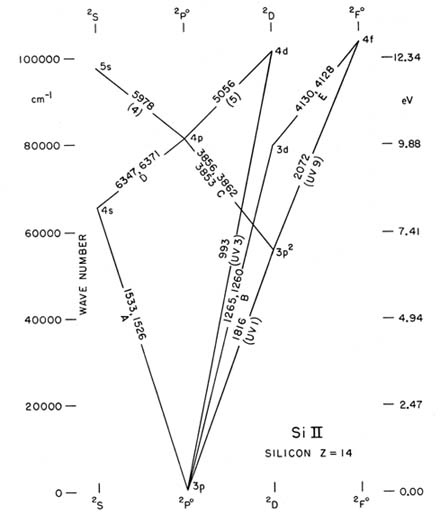 ²S ²P° ²D ²F°
4f
100000 12.34
5s 4d
cm⁻¹ eV
5978
(4)
5056
(5)
4130, 4128
E
80000 9.88
4p 3d
6347, 6371
D
3856, 3862
3853 C
2072
(UV 9)
4s
60000 7.41
3p²
WAVE NUMBER
993
(UV 3)
1265, 1260 (UV 2)
B
1816
(UV 1)
1533, 1526
A
40000 4.94
20000 2.47
Si II
SILICON Z = 14
3p
0 0.00
²S ²P° ²D ²F°